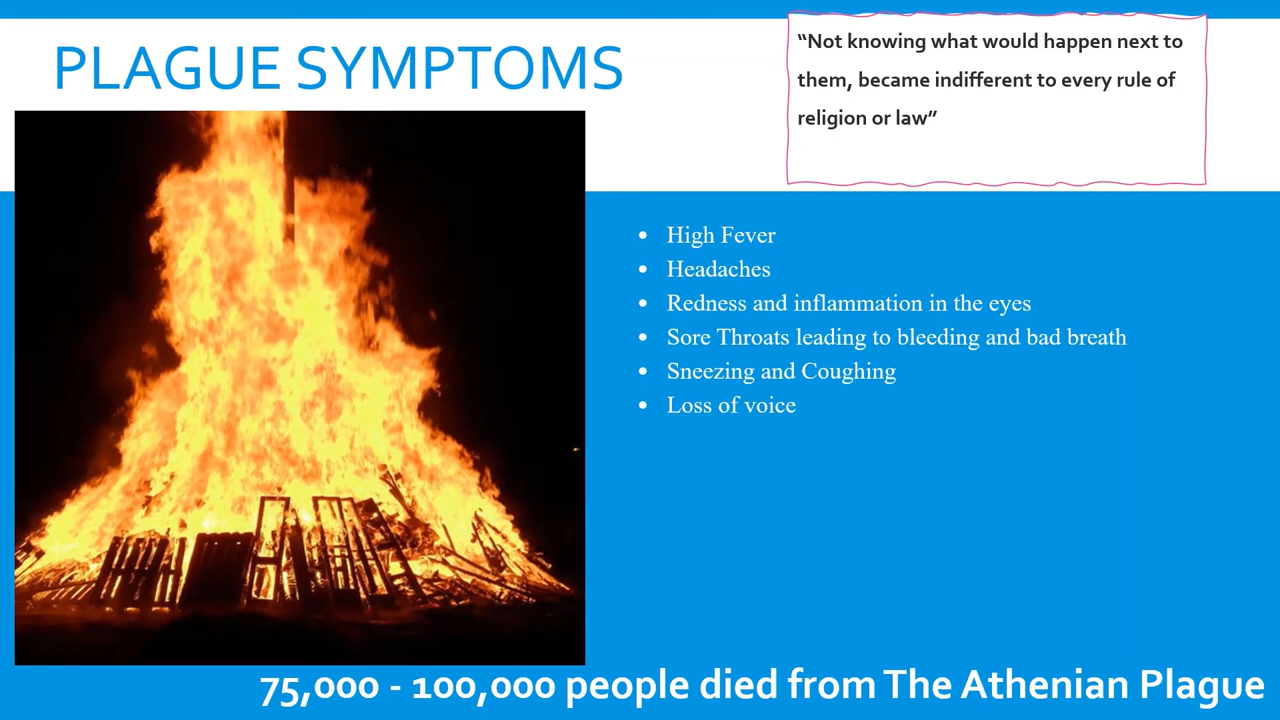 PLAGUE SYMPTOMS
“Not knowing what would happen next to
them, became indifferent to every rule of
religion or law”
• High Fever
• Headaches
• Redness and inflammation in the eyes
• Sore Throats leading to bleeding and bad breath
• Sneezing and Coughing
• Loss of voice
75,000 - 100,000 people died from The Athenian Plague